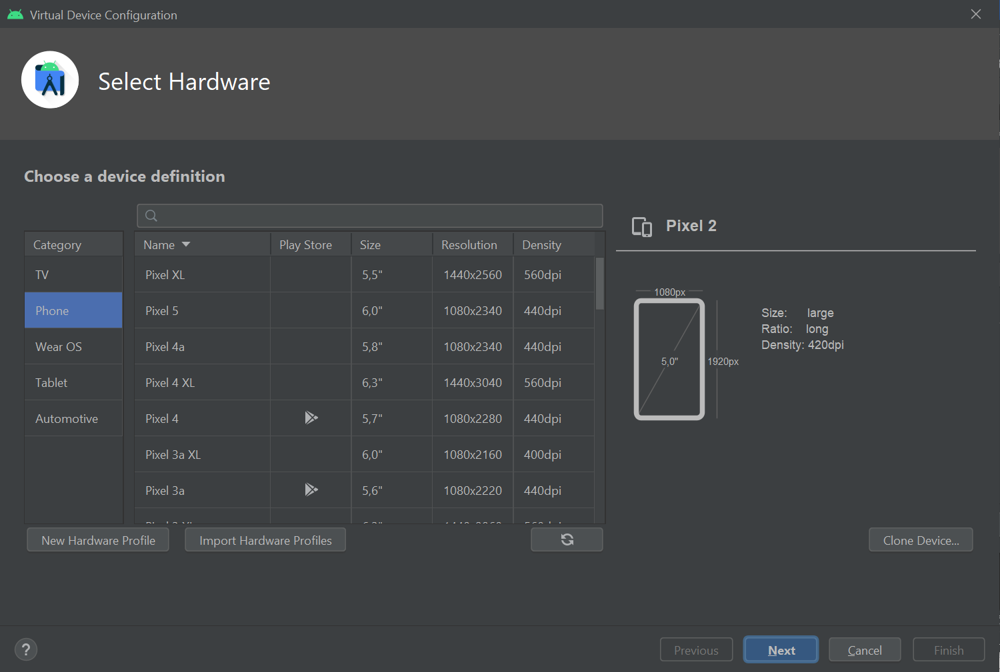 Virtual Device Configuration
Select Hardware
Choose a device definition
Category
TV
Phone
Wear OS
Tablet
Automotive
Name Play Store Size Resolution Density
Pixel XL 5,5" 1440x2560 560dpi
Pixel 5 6,0" 1080x2340 440dpi
Pixel 4a 5,8" 1080x2340 440dpi
Pixel 4 XL 6,3" 1440x3040 560dpi
Pixel 4 5,7" 1080x2280 440dpi
Pixel 3a XL 6,0" 1080x2160 400dpi
Pixel 3a 5,6" 1080x2220 440dpi
New Hardware Profile
Import Hardware Profiles
Pixel 2
1080px
5,0"
1920px
Size: large
Ratio: long
Density: 420dpi
Clone Device...
?
Previous
Next
Cancel
Finish